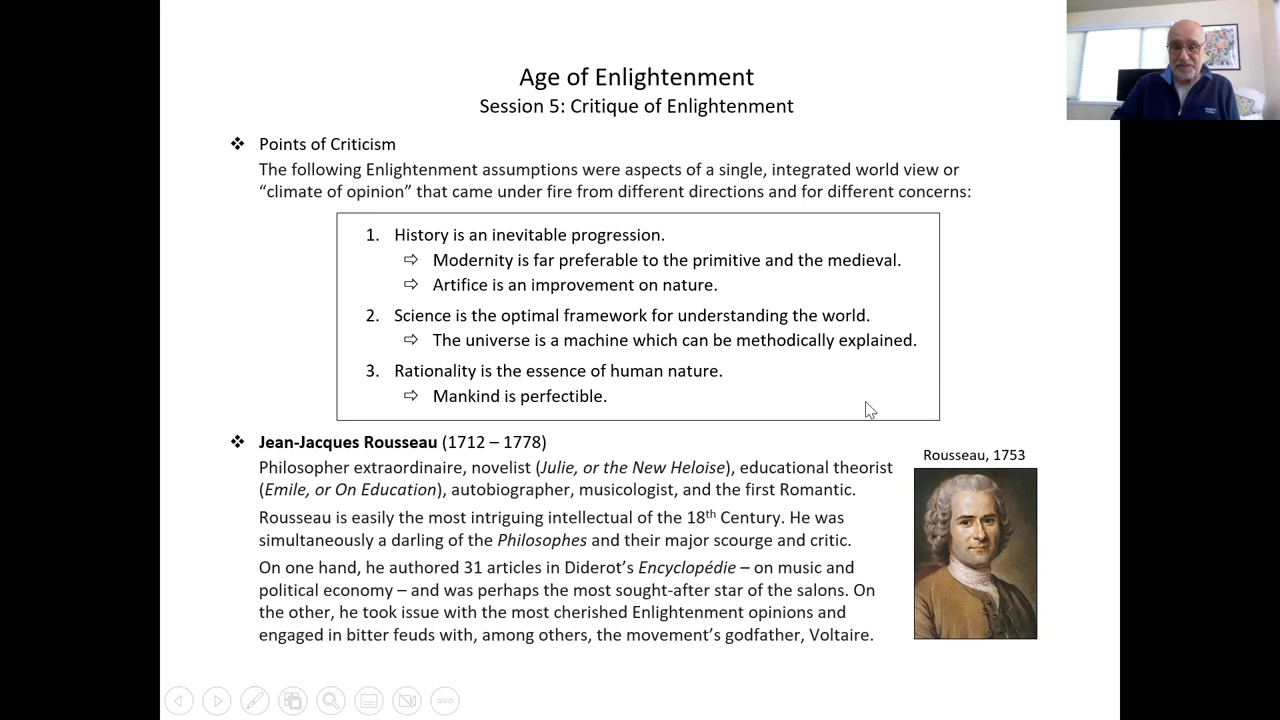 Age of Enlightenment
Session 5: Critique of Enlightenment
❖ Points of Criticism
The following Enlightenment assumptions were aspects of a single, integrated world view or
“climate of opinion” that came under fire from different directions and for different concerns:
1. History is an inevitable progression.
⇨ Modernity is far preferable to the primitive and the medieval.
⇨ Artifice is an improvement on nature.
2. Science is the optimal framework for understanding the world.
⇨ The universe is a machine which can be methodically explained.
3. Rationality is the essence of human nature.
⇨ Mankind is perfectible.
❖ Jean-Jacques Rousseau (1712 – 1778)
Philosopher extraordinaire, novelist (Julie, or the New Heloise), educational theorist
(Emile, or On Education), autobiographer, musicologist, and the first Romantic.
Rousseau is easily the most intriguing intellectual of the 18th Century. He was
simultaneously a darling of the Philosophes and their major scourge and critic.
On one hand, he authored 31 articles in Diderot’s Encyclopédie – on music and
political economy – and was perhaps the most sought-after star of the salons. On
the other, he took issue with the most cherished Enlightenment opinions and
engaged in bitter feuds with, among others, the movement’s godfather, Voltaire.
Rousseau, 1753